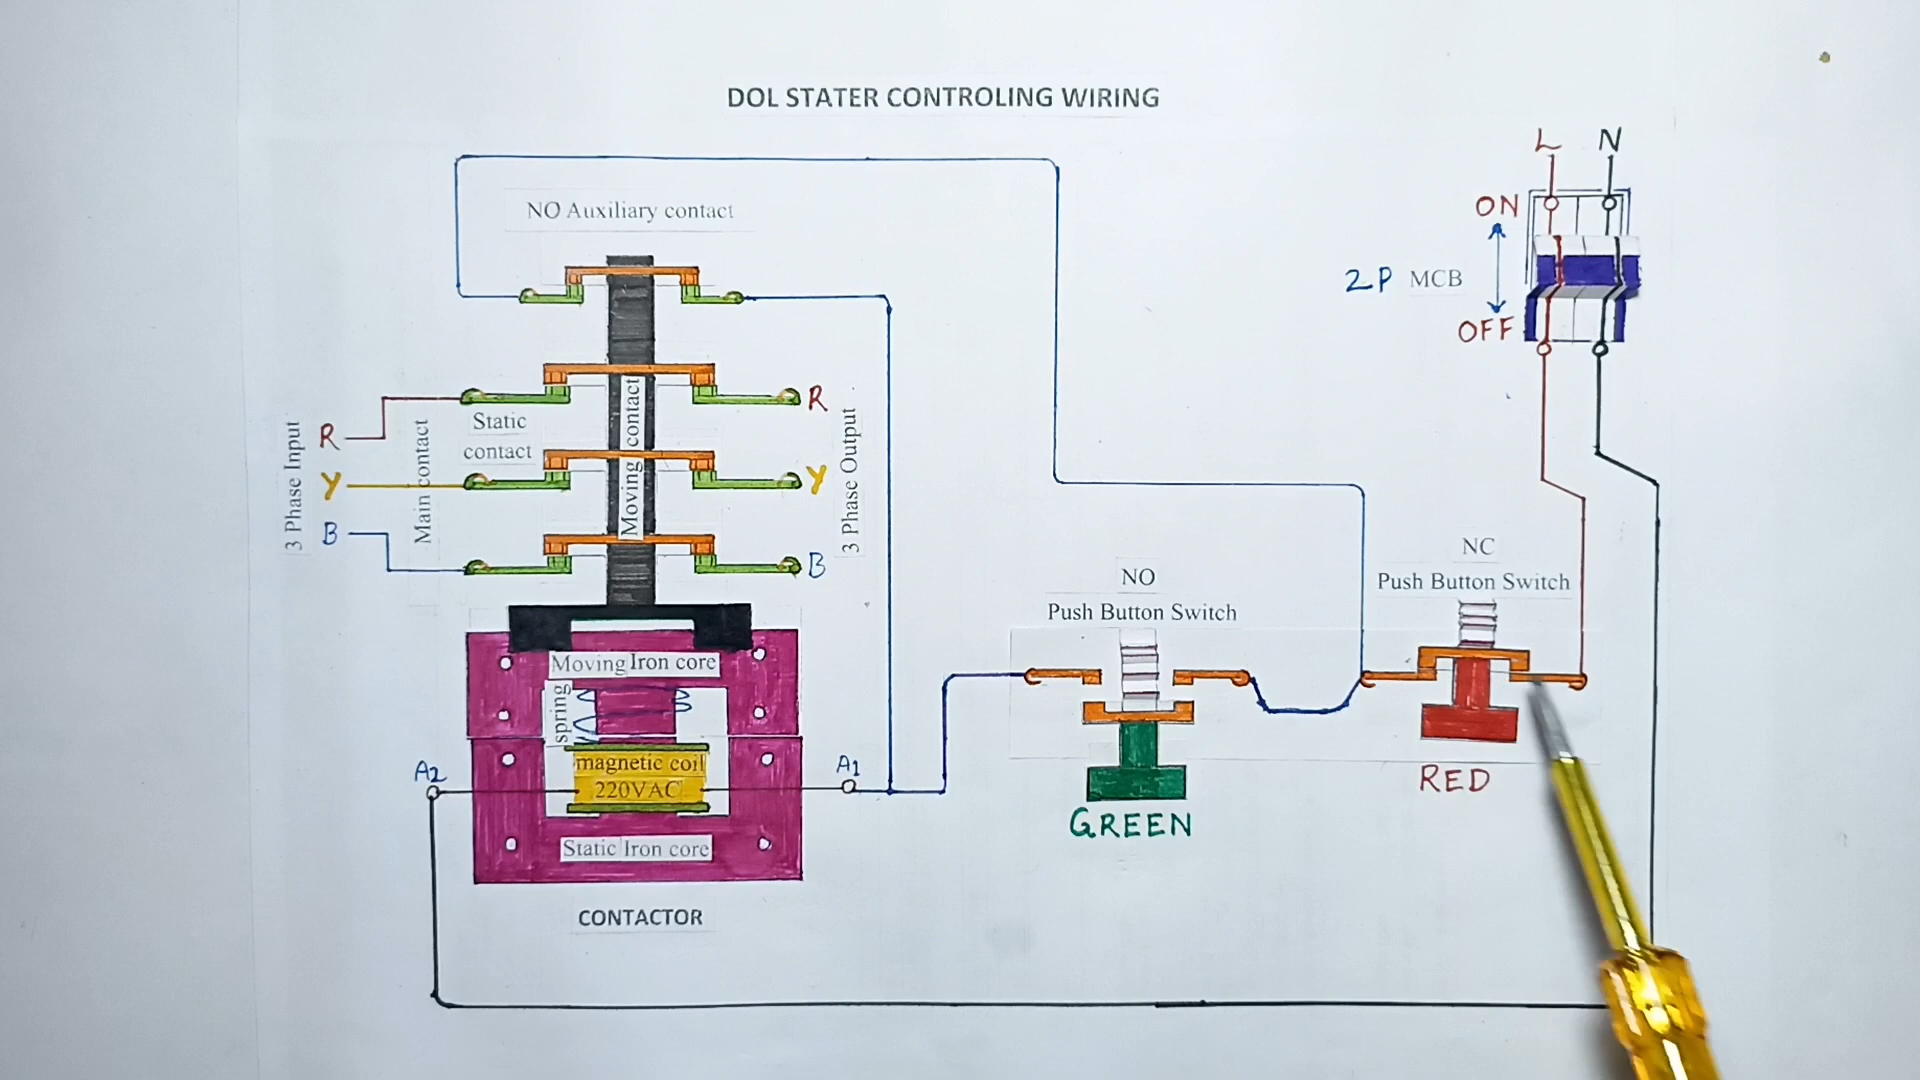 DOL STATER CONTROLING WIRING
L N
ON
2P MCB
OFF
NO Auxiliary contact
3 Phase Input
R
Y
B
Main contact
Static
contact
Moving contact
R
Y
B
3 Phase Output
NO
Push Button Switch
GREEN
NC
Push Button Switch
RED
Moving Iron core
spring
magnetic coil
220VAC
A2
A1
Static Iron core
CONTACTOR